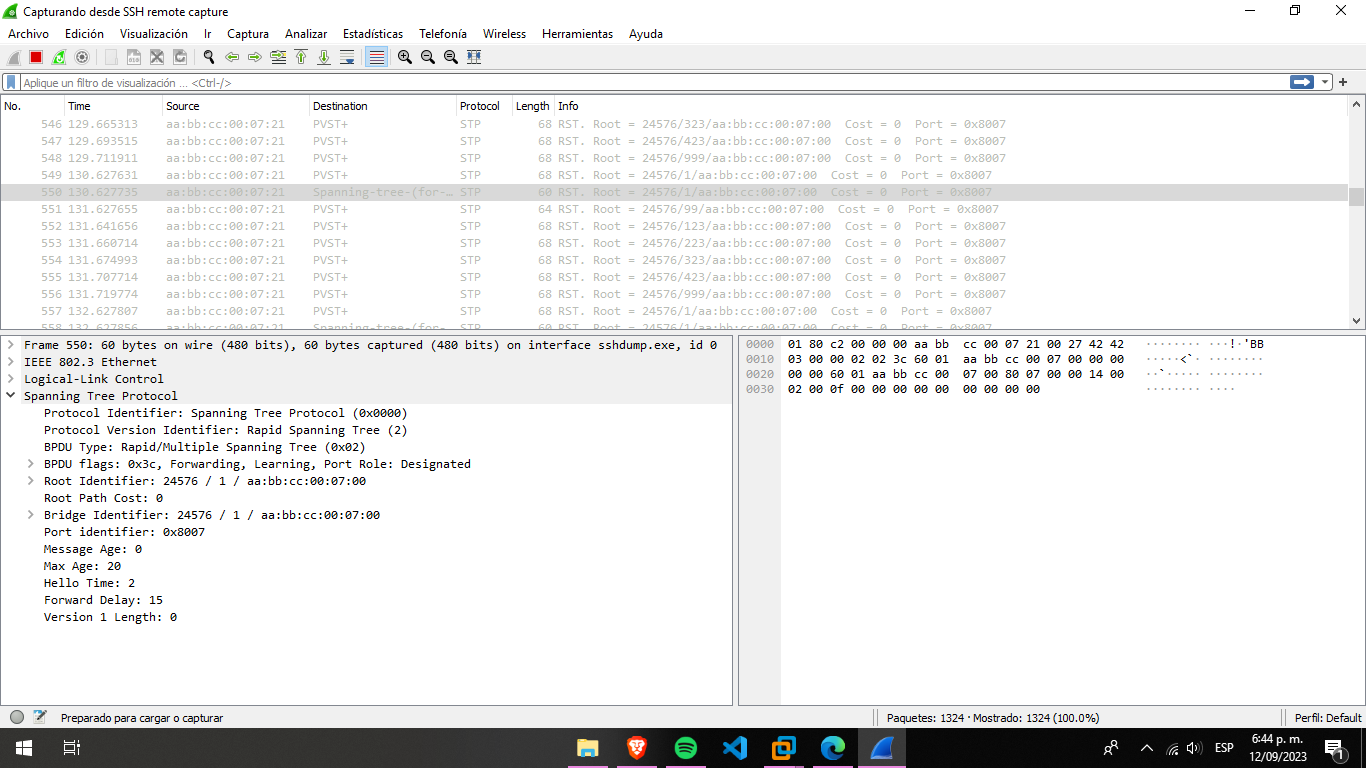 Capturando desde SSH remote capture
Archivo Edición Visualización Ir Captura Analizar Estadísticas Telefonía Wireless Herramientas Ayuda
Aplique un filtro de visualización ... <Ctrl-/>
No. Time Source Destination Protocol Length Info
546 129.665313 aa:bb:cc:00:07:21 PVST+ STP 68 RST. Root = 24576/323/aa:bb:cc:00:07:00 Cost = 0 Port = 0x8007
547 129.693515 aa:bb:cc:00:07:21 PVST+ STP 68 RST. Root = 24576/423/aa:bb:cc:00:07:00 Cost = 0 Port = 0x8007
548 129.711911 aa:bb:cc:00:07:21 PVST+ STP 68 RST. Root = 24576/999/aa:bb:cc:00:07:00 Cost = 0 Port = 0x8007
549 130.627631 aa:bb:cc:00:07:21 PVST+ STP 68 RST. Root = 24576/1/aa:bb:cc:00:07:00 Cost = 0 Port = 0x8007
550 130.627735 aa:bb:cc:00:07:21 Spanning-tree-(for-… STP 60 RST. Root = 24576/1/aa:bb:cc:00:07:00 Cost = 0 Port = 0x8007
551 131.627655 aa:bb:cc:00:07:21 PVST+ STP 64 RST. Root = 24576/99/aa:bb:cc:00:07:00 Cost = 0 Port = 0x8007
552 131.641656 aa:bb:cc:00:07:21 PVST+ STP 68 RST. Root = 24576/123/aa:bb:cc:00:07:00 Cost = 0 Port = 0x8007
553 131.660714 aa:bb:cc:00:07:21 PVST+ STP 68 RST. Root = 24576/223/aa:bb:cc:00:07:00 Cost = 0 Port = 0x8007
554 131.674993 aa:bb:cc:00:07:21 PVST+ STP 68 RST. Root = 24576/323/aa:bb:cc:00:07:00 Cost = 0 Port = 0x8007
555 131.707714 aa:bb:cc:00:07:21 PVST+ STP 68 RST. Root = 24576/423/aa:bb:cc:00:07:00 Cost = 0 Port = 0x8007
556 131.719774 aa:bb:cc:00:07:21 PVST+ STP 68 RST. Root = 24576/999/aa:bb:cc:00:07:00 Cost = 0 Port = 0x8007
557 132.627807 aa:bb:cc:00:07:21 PVST+ STP 68 RST. Root = 24576/1/aa:bb:cc:00:07:00 Cost = 0 Port = 0x8007
558 132.627856 aa:bb:cc:00:07:21 Spanning-tree-(for-… STP 60 RST. Root = 24576/1/aa:bb:cc:00:07:00 Cost = 0 Port = 0x8007
Frame 550: 60 bytes on wire (480 bits), 60 bytes captured (480 bits) on interface sshdump.exe, id 0
IEEE 802.3 Ethernet
Logical-Link Control
Spanning Tree Protocol
Protocol Identifier: Spanning Tree Protocol (0x0000)
Protocol Version Identifier: Rapid Spanning Tree (2)
BPDU Type: Rapid/Multiple Spanning Tree (0x02)
BPDU flags: 0x3c, Forwarding, Learning, Port Role: Designated
Root Identifier: 24576 / 1 / aa:bb:cc:00:07:00
Root Path Cost: 0
Bridge Identifier: 24576 / 1 / aa:bb:cc:00:07:00
Port identifier: 0x8007
Message Age: 0
Max Age: 20
Hello Time: 2
Forward Delay: 15
Version 1 Length: 0
0000 01 80 c2 00 00 00 aa bb cc 00 07 21 00 27 42 42 ········ ···!·'BB
0010 03 00 00 02 02 3c 60 01 aa bb cc 00 07 00 00 00 ·····<`· ········
0020 00 00 60 01 aa bb cc 00 07 00 80 07 00 00 14 00 ··`····· ········
0030 02 00 0f 00 00 00 00 00 00 00 00 00 ········ ····
Preparado para cargar o capturar
Paquetes: 1324 · Mostrado: 1324 (100.0%)
Perfil: Default
ESP
6:44 p. m.
12/09/2023
1